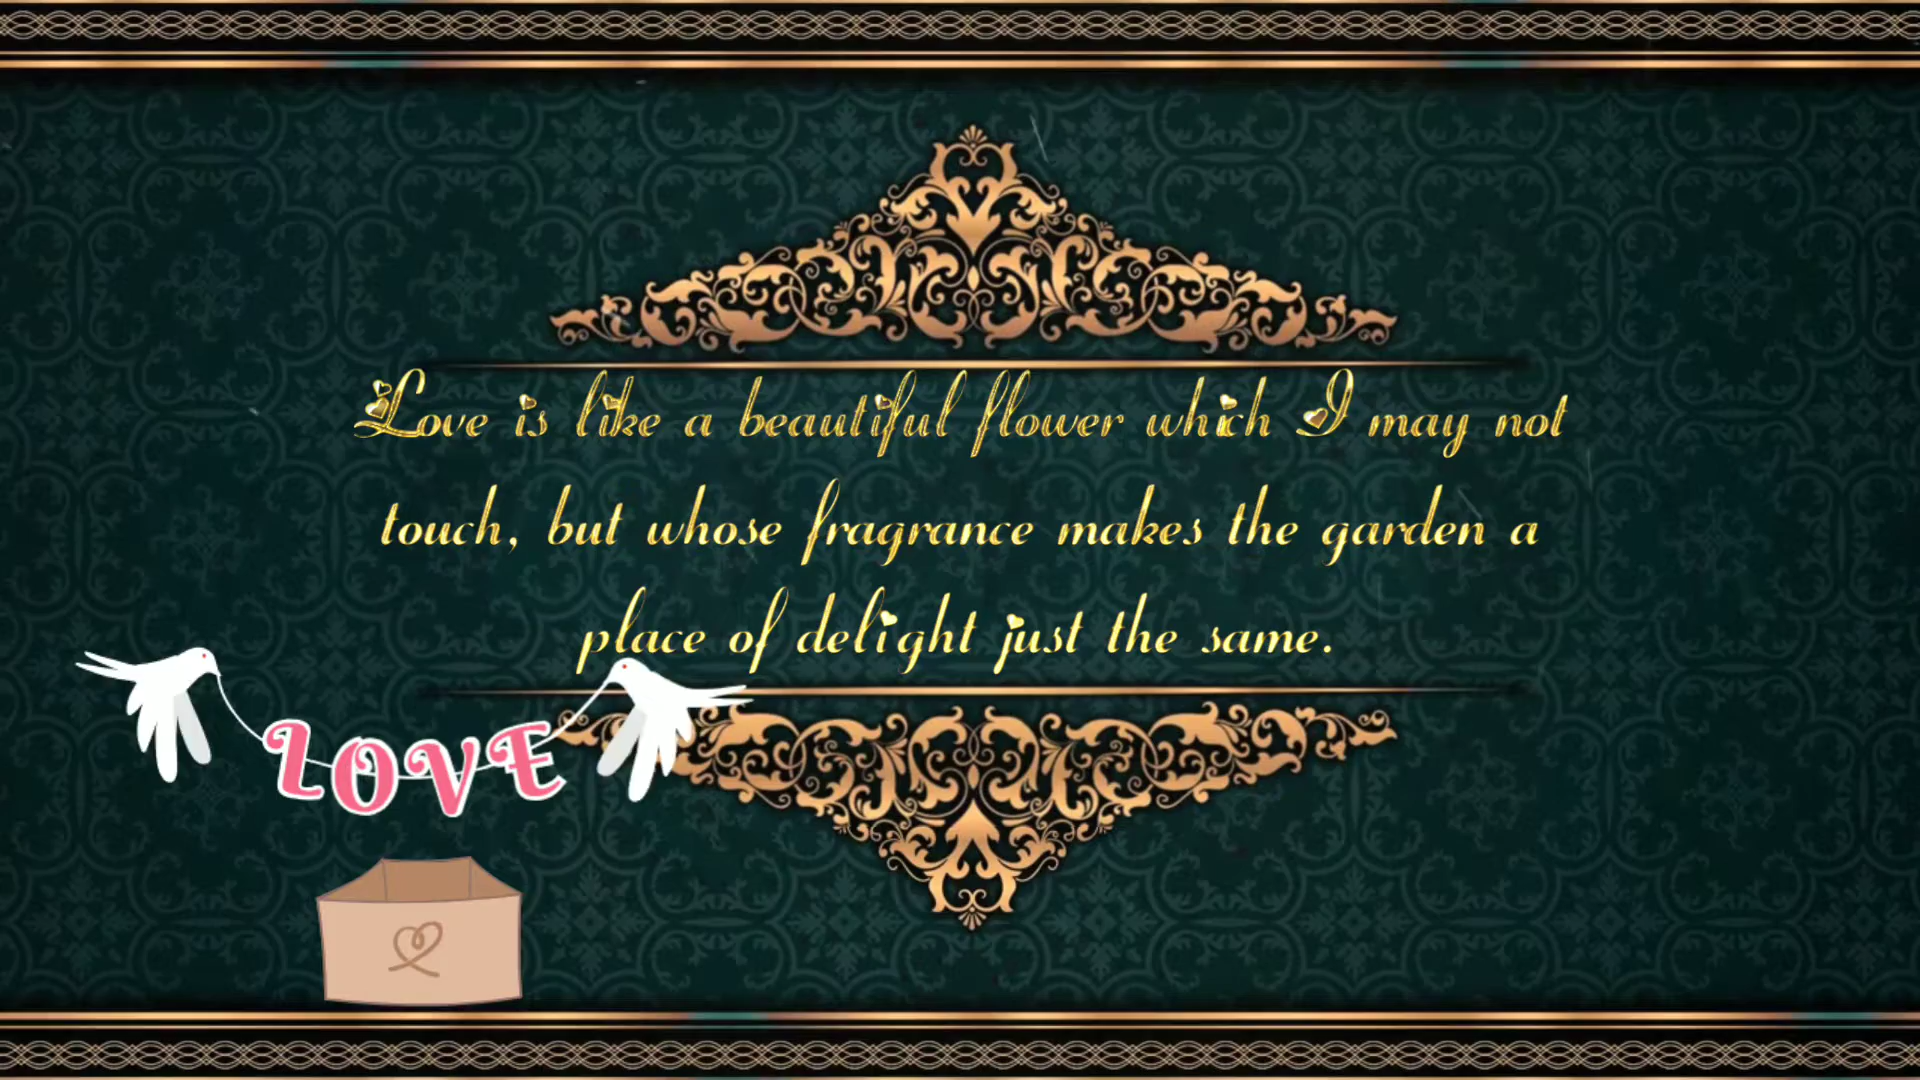 Love is like a beautiful flower which I may not
touch, but whose fragrance makes the garden a
place of delight just the same.
LOVE